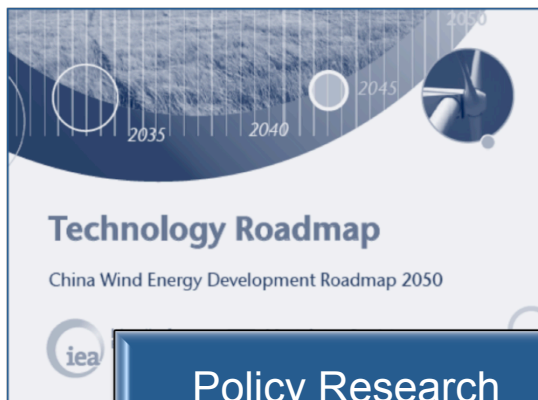 2050
2045
2040
2035
Technology Roadmap
China Wind Energy Development Roadmap 2050
iea
Policy Research